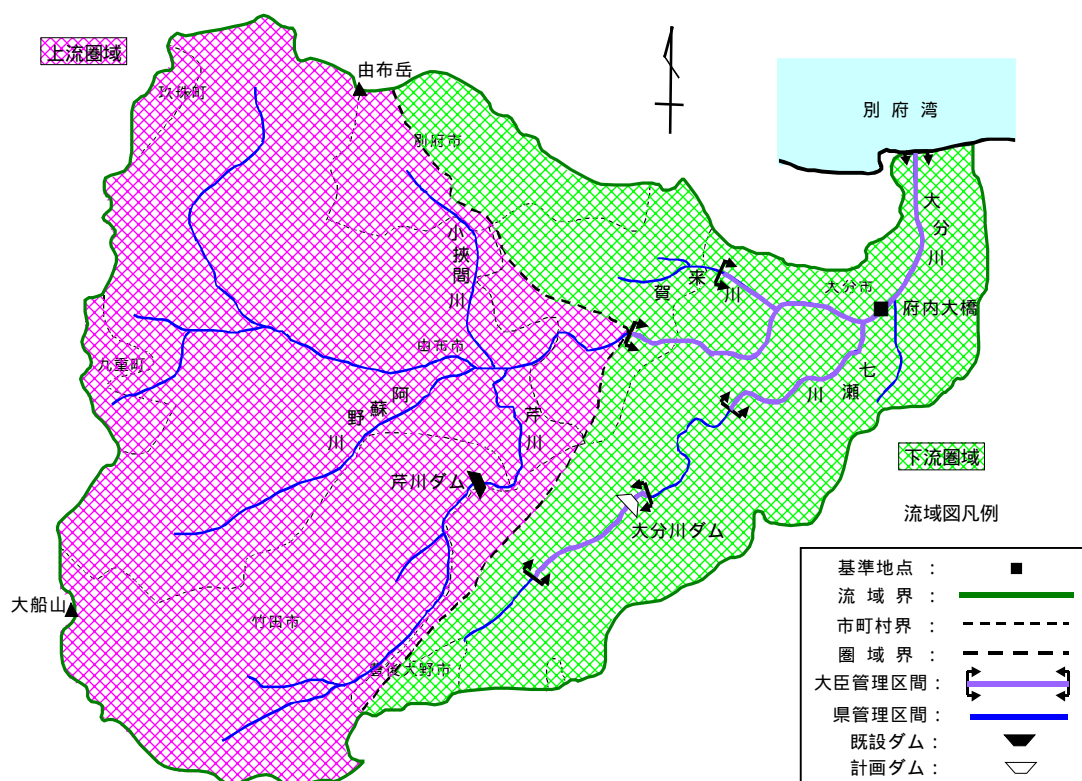 上流圏域
由布岳
玖珠町
別府市
別府湾
大分川
小挾間川
賀来川
大分市
府内大橋
由布市
九重町
七瀬川
阿蘇野川
芹川
下流圏域
芹川ダム
大分川ダム
大船山
竹田市
豊後大野市
流域図凡例
基準地点：
流域界：
市町村界：
圏域界：
大臣管理区間：
県管理区間：
既設ダム：
計画ダム：